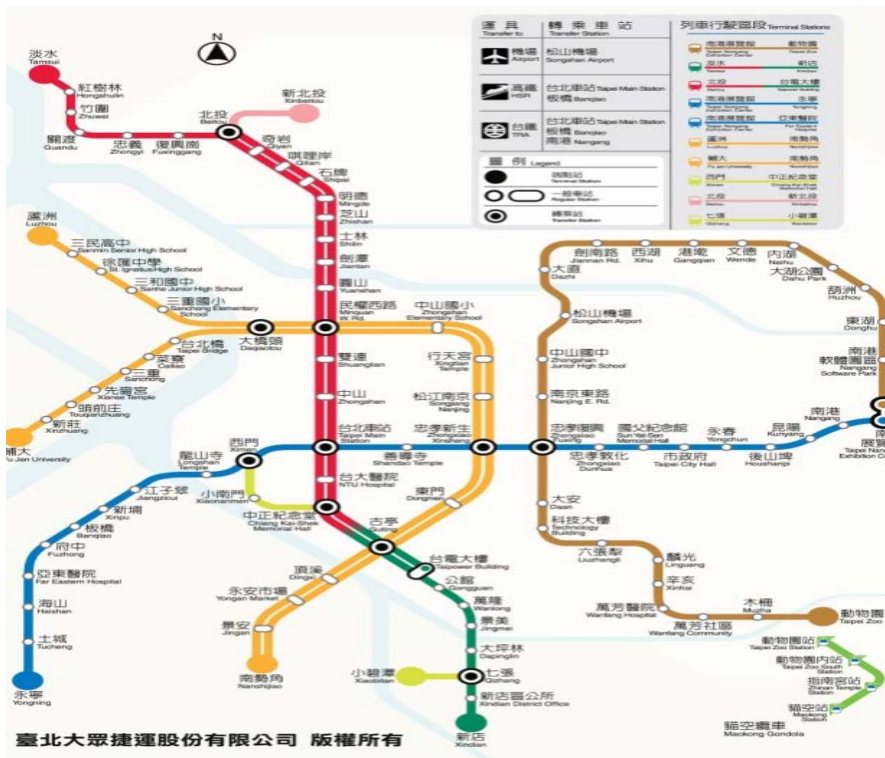 運具
Transfer to
轉乘車站
Transfer Station
列車行駛區段 Terminal Stations
機場
Airport
松山機場
Songshan Airport
高鐵
HSR
台北車站 Taipei Main Station
板橋 Banqiao
台鐵
TRA
台北車站 Taipei Main Station
板橋 Banqiao
南港 Nangang
圖例 Legend
端點站
Terminal Station
一般車站
Regular Station
轉乘站
Transfer Station
南港展覽館
動物園
淡水
新店
北投
台電大樓
南港展覽館
永寧
南港展覽館
亞東醫院
蘆洲
南勢角
輔大
南勢角
西門
中正紀念堂
北投
新北投
七張
小碧潭
N
淡水
Tamsui
紅樹林
Hongshulin
竹圍
Zhuwei
關渡
Guandu
忠義
Zhongyi
復興崗
Fuxinggang
北投
Beitou
新北投
Xinbeitou
奇岩
Qiyan
唭哩岸
Qilian
石牌
Shipai
明德
Mingde
芝山
Zhishan
士林
Shilin
劍潭
Jiantan
圓山
Yuanshan
民權西路
Minquan
W. Rd.
雙連
Shuanglian
中山
Zhongshan
台北車站
Taipei Main
Station
台大醫院
NTU Hospital
中正紀念堂
Chiang Kai-Shek
Memorial Hall
蘆洲
Luzhou
三民高中
Sanmin Senior High School
徐匯中學
St. Ignatius High School
三和國中
Sanhe Junior High School
三重國小
Sanchong Elementary
School
大橋頭
Daqiaotou
台北橋
Taipei Bridge
菜寮
Cailiao
三重
Sanchong
先嗇宮
Xianse Temple
頭前庄
Touqianzhuang
新莊
Xinzhuang
輔大
Fu Jen University
中山國小
Zhongshan
Elementary School
行天宮
Xingtian
Temple
松江南京
Songjiang
Nanjing
忠孝新生
Zhongxiao
Xinsheng
東門
Dongmen
古亭
Guting
頂溪
Dingxi
永安市場
Yongan Market
景安
Jingan
南勢角
Nanshijiao
西門
Ximen
善導寺
Shandao Temple
龍山寺
Longshan
Temple
小南門
Xiaonanmen
江子翠
Jiangzicui
新埔
Xinpu
板橋
Banqiao
府中
Fuzhong
亞東醫院
Far Eastern Hospital
海山
Haishan
土城
Tucheng
永寧
Yongning
台電大樓
Taipower Building
公館
Gongguan
萬隆
Wanlong
景美
Jingmei
大坪林
Dapinglin
七張
Qizhang
小碧潭
Xiaobitan
新店區公所
Xindian District Office
新店
Xindian
劍南路
Jiannan Rd.
西湖
Xihu
港墘
Gangqian
文德
Wende
內湖
Neihu
大湖公園
Dahu Park
葫洲
Huzhou
東湖
Donghu
南港
軟體園區
Nangang
Software Park
大直
Dazhi
松山機場
Songshan Airport
中山國中
Zhongshan
Junior High School
南京東路
Nanjing E. Rd.
忠孝復興
Zhongxiao
Fuxing
忠孝敦化
Zhongxiao
Dunhua
國父紀念館
Sun Yat-Sen
Memorial Hall
市政府
Taipei City Hall
永春
Yongchun
後山埤
Houshanpi
昆陽
Kunyang
南港
Nangang
大安
Daan
科技大樓
Technology
Building
六張犁
Liuzhangli
麟光
Linguang
辛亥
Xinhai
萬芳醫院
Wanfang Hospital
萬芳社區
Wanfang Community
木柵
Muzha
動物園
Taipei Zoo
動物園站
Taipei Zoo Station
動物園內站
Taipei Zoo South
Station
指南宮站
Zhinan Temple
Station
貓空站
Maokong
Station
貓空纜車
Maokong Gondola
臺北大眾捷運股份有限公司 版權所有